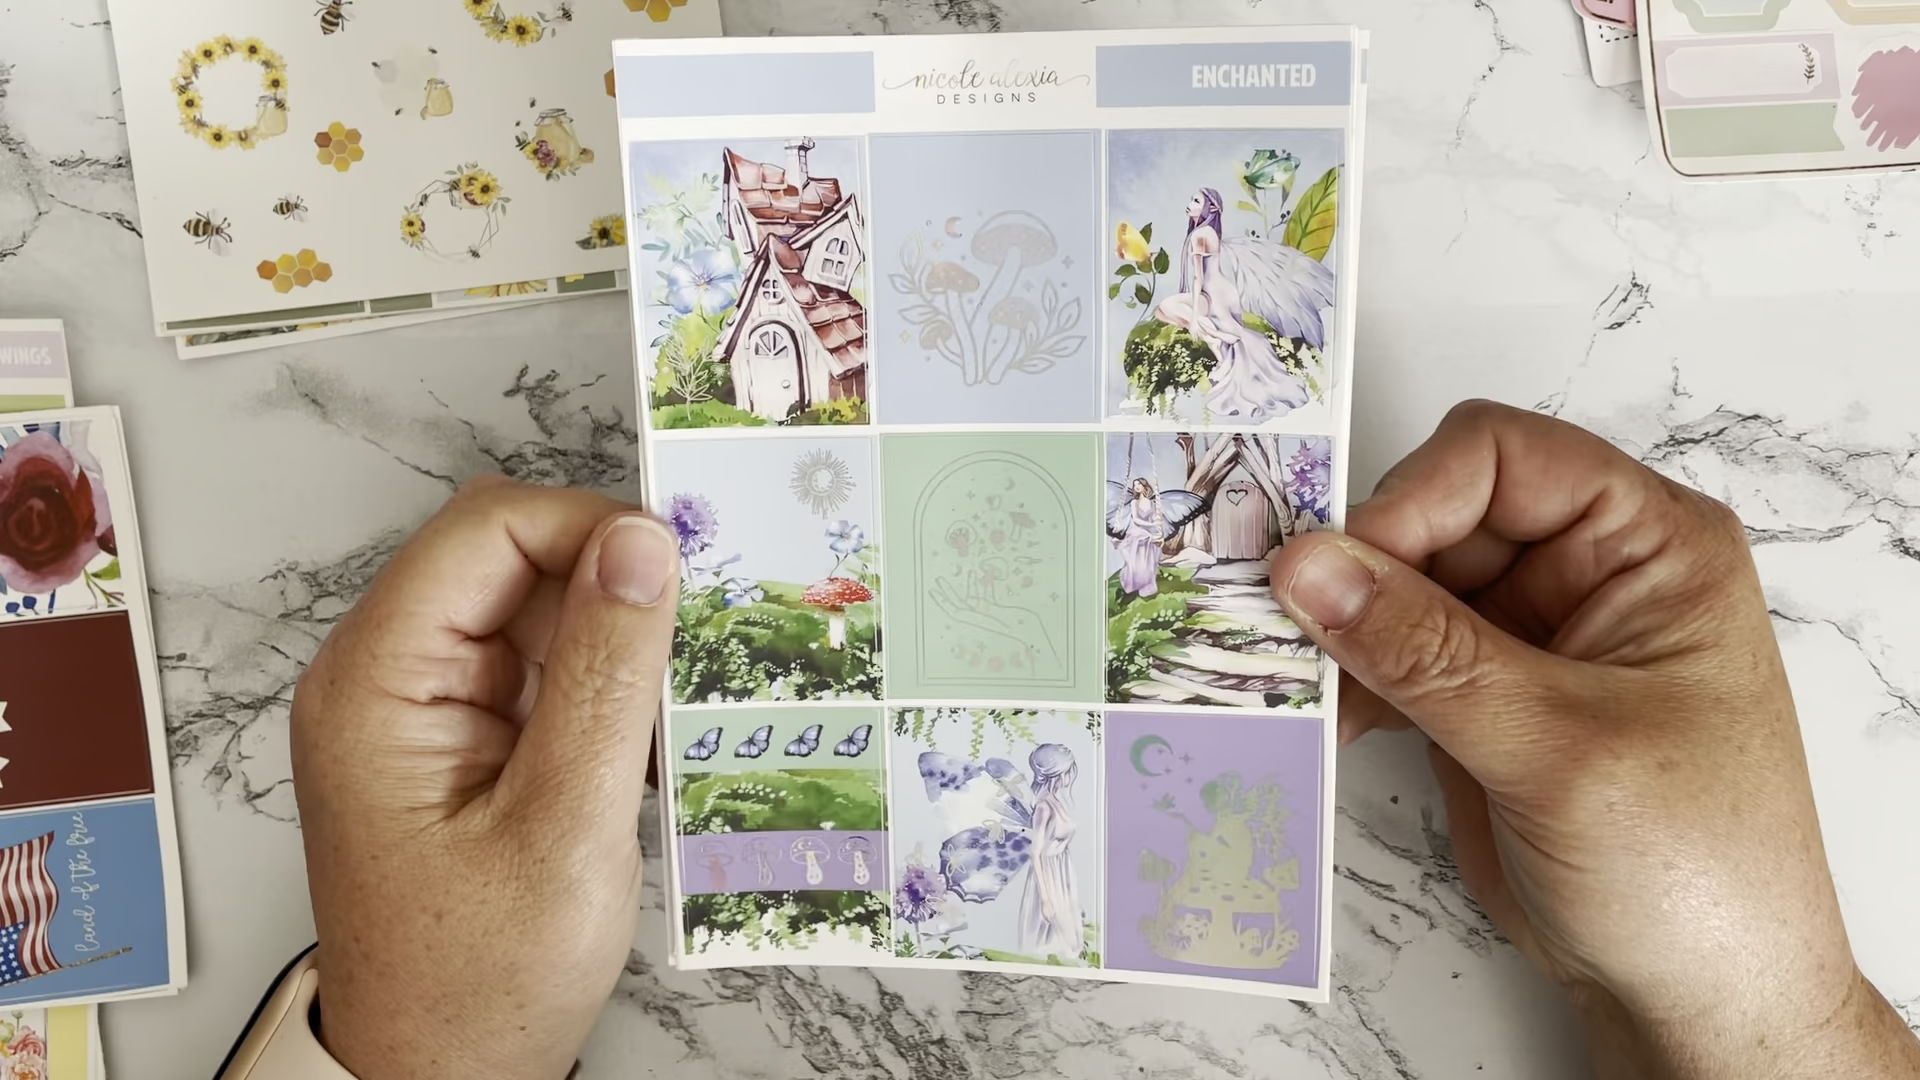 nicole alexia
DESIGNS
ENCHANTED
WINGS
land of the free